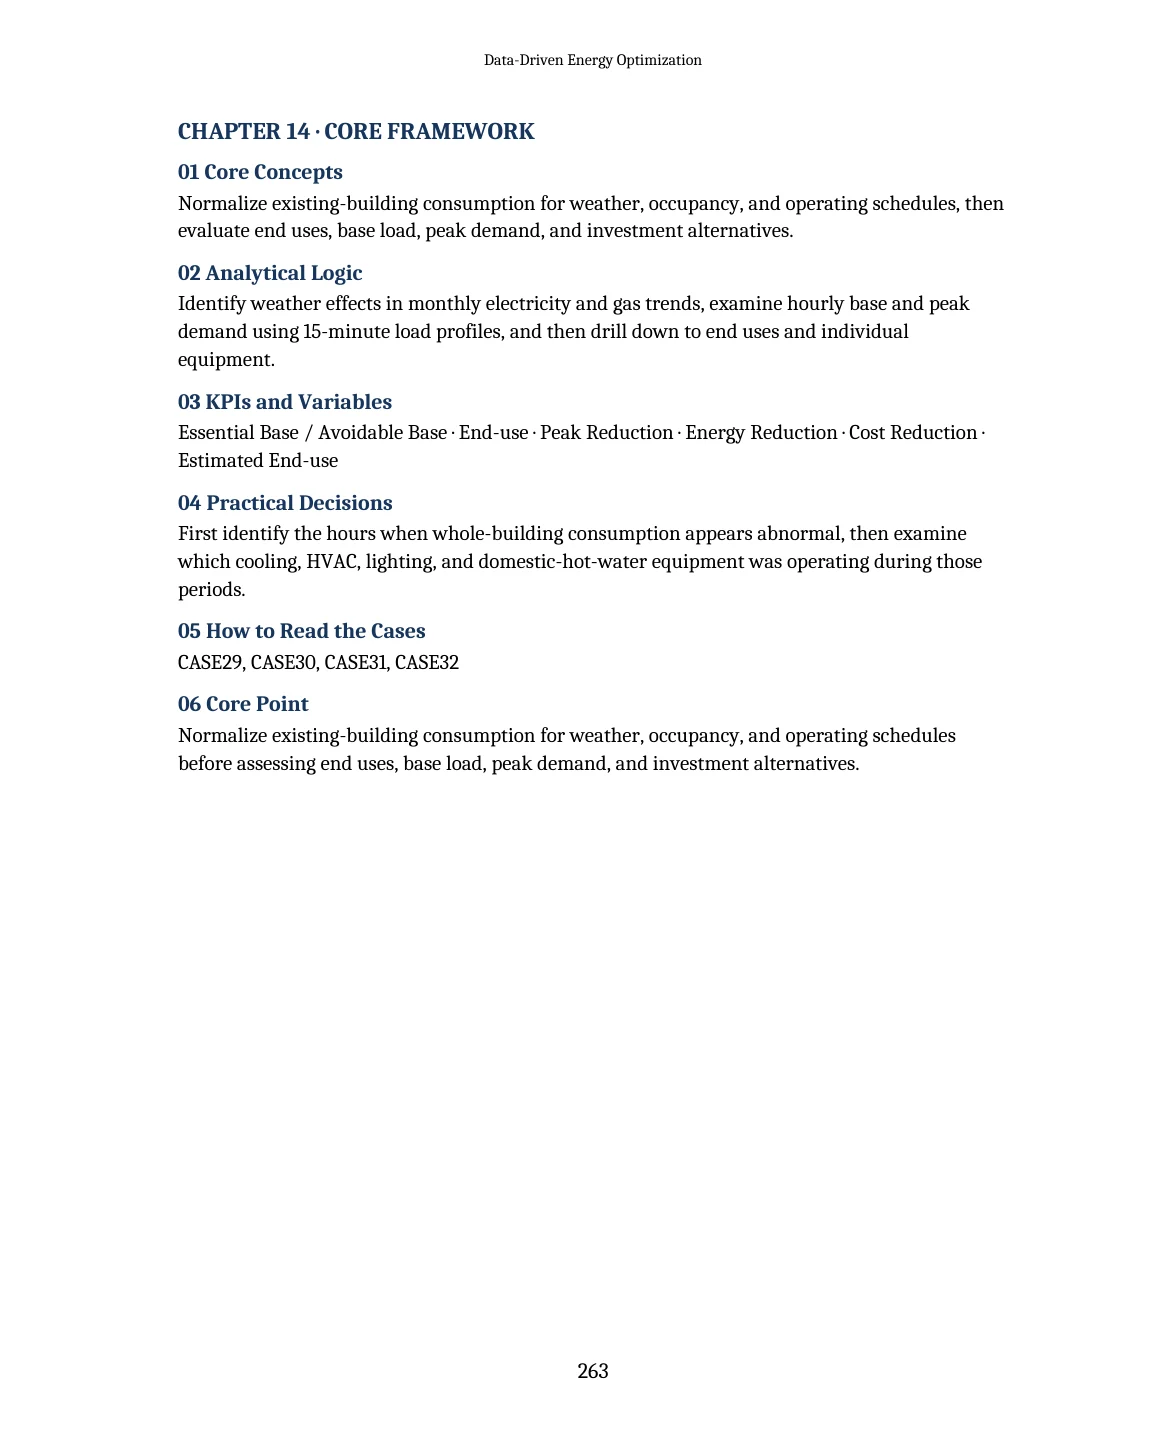 Data-Driven Energy Optimization
CHAPTER 14 · CORE FRAMEWORK
01 Core Concepts
Normalize existing-building consumption for weather, occupancy, and operating schedules, then
evaluate end uses, base load, peak demand, and investment alternatives.
02 Analytical Logic
Identify weather effects in monthly electricity and gas trends, examine hourly base and peak
demand using 15-minute load profiles, and then drill down to end uses and individual
equipment.
03 KPIs and Variables
Essential Base / Avoidable Base · End-use · Peak Reduction · Energy Reduction · Cost Reduction ·
Estimated End-use
04 Practical Decisions
First identify the hours when whole-building consumption appears abnormal, then examine
which cooling, HVAC, lighting, and domestic-hot-water equipment was operating during those
periods.
05 How to Read the Cases
CASE29, CASE30, CASE31, CASE32
06 Core Point
Normalize existing-building consumption for weather, occupancy, and operating schedules
before assessing end uses, base load, peak demand, and investment alternatives.
263